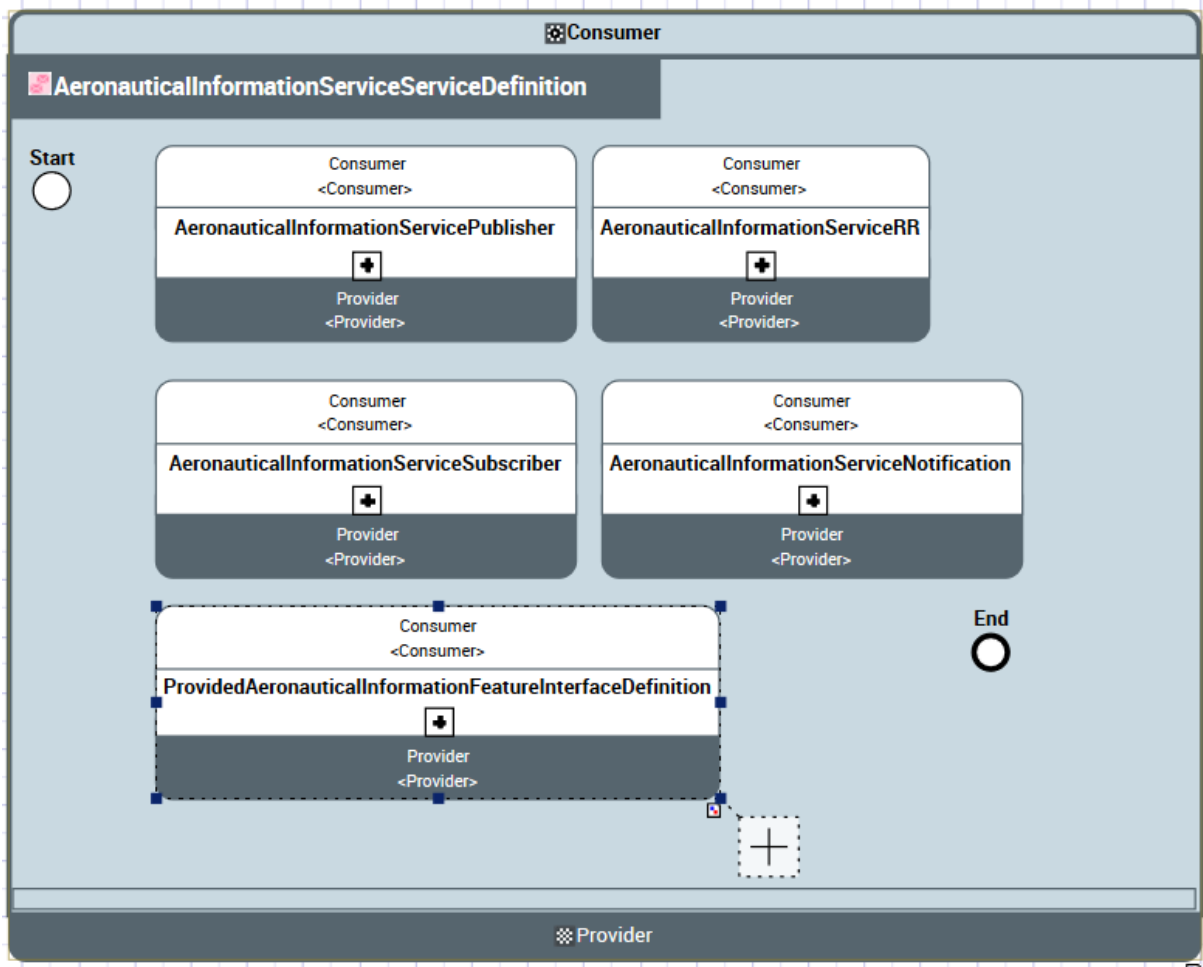 Consumer
AeronauticalInformationServiceServiceDefinition
Start
Consumer
<Consumer>
AeronauticalInformationServicePublisher
Provider
<Provider>
Consumer
<Consumer>
AeronauticalInformationServiceRR
Provider
<Provider>
Consumer
<Consumer>
AeronauticalInformationServiceSubscriber
Provider
<Provider>
Consumer
<Consumer>
AeronauticalInformationServiceNotification
Provider
<Provider>
Consumer
<Consumer>
ProvidedAeronauticalInformationFeatureInterfaceDefinition
Provider
<Provider>
End
Provider